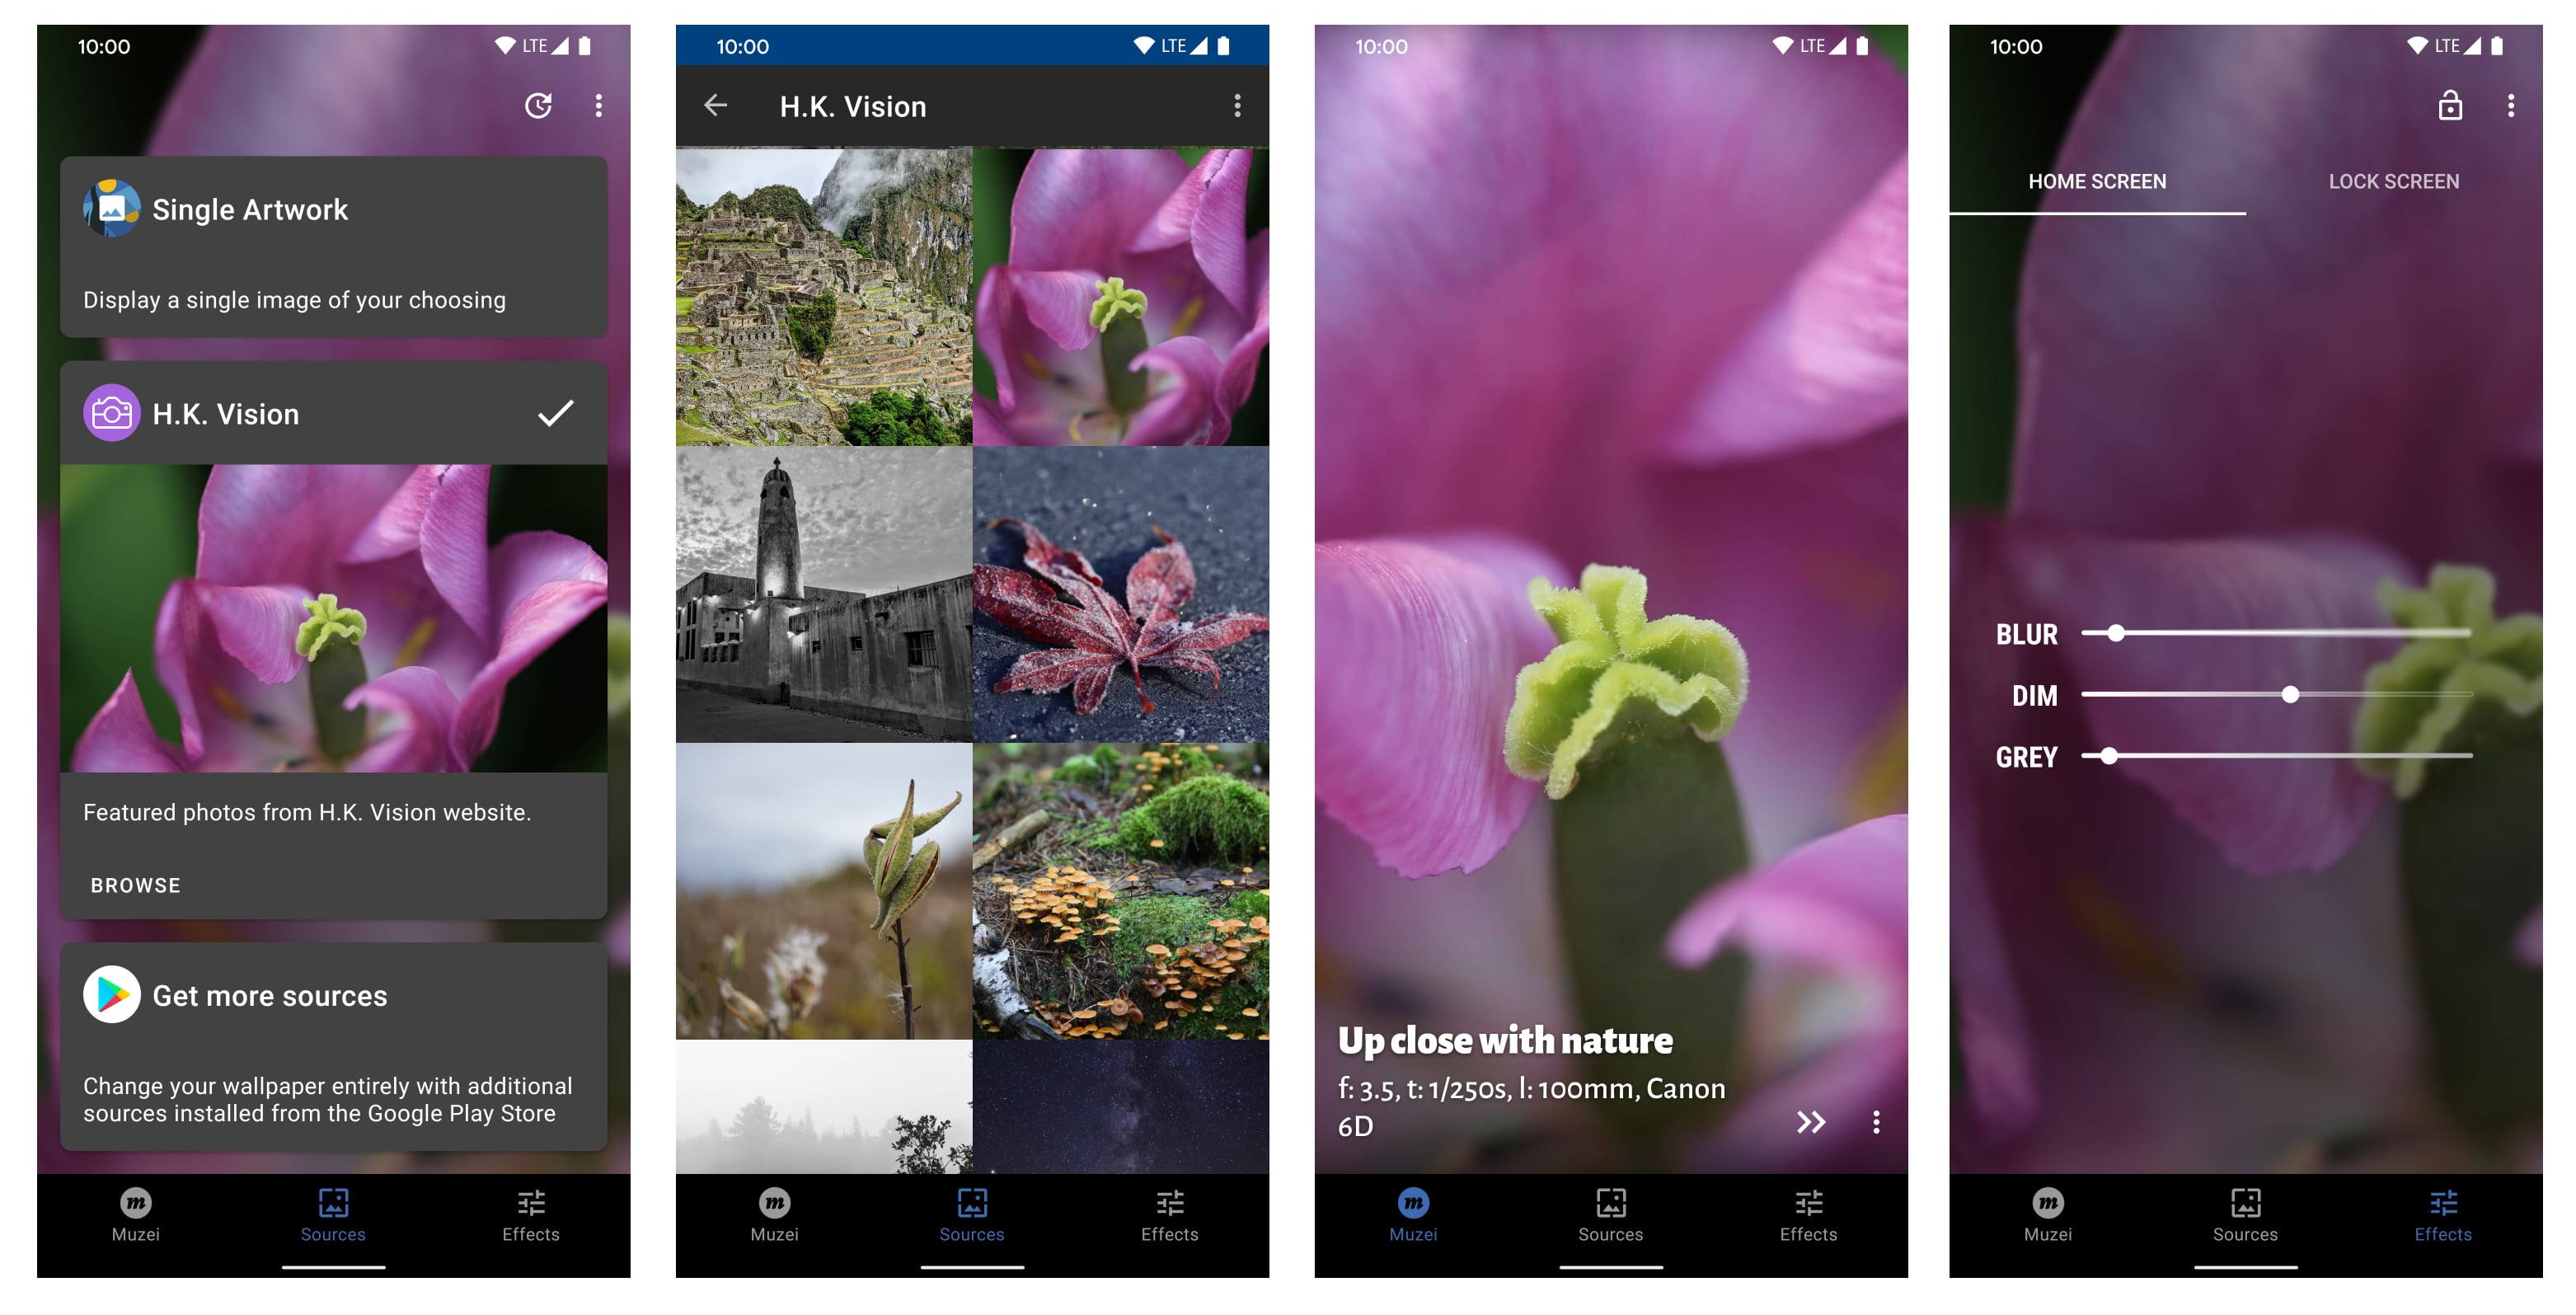 10:00 LTE
Single Artwork
Display a single image of your choosing
H.K. Vision
Featured photos from H.K. Vision website.
BROWSE
Get more sources
Change your wallpaper entirely with additional
sources installed from the Google Play Store
m m
Muzei Sources Effects
10:00 LTE
H.K. Vision
Muzei Sources Effects
10:00 LTE
Up close with nature
f: 3.5, t: 1/250s, l: 100mm, Canon
6D
m
Muzei Sources Effects
10:00 LTE
HOME SCREEN LOCK SCREEN
BLUR
DIM
GREY
m
Muzei Sources Effects